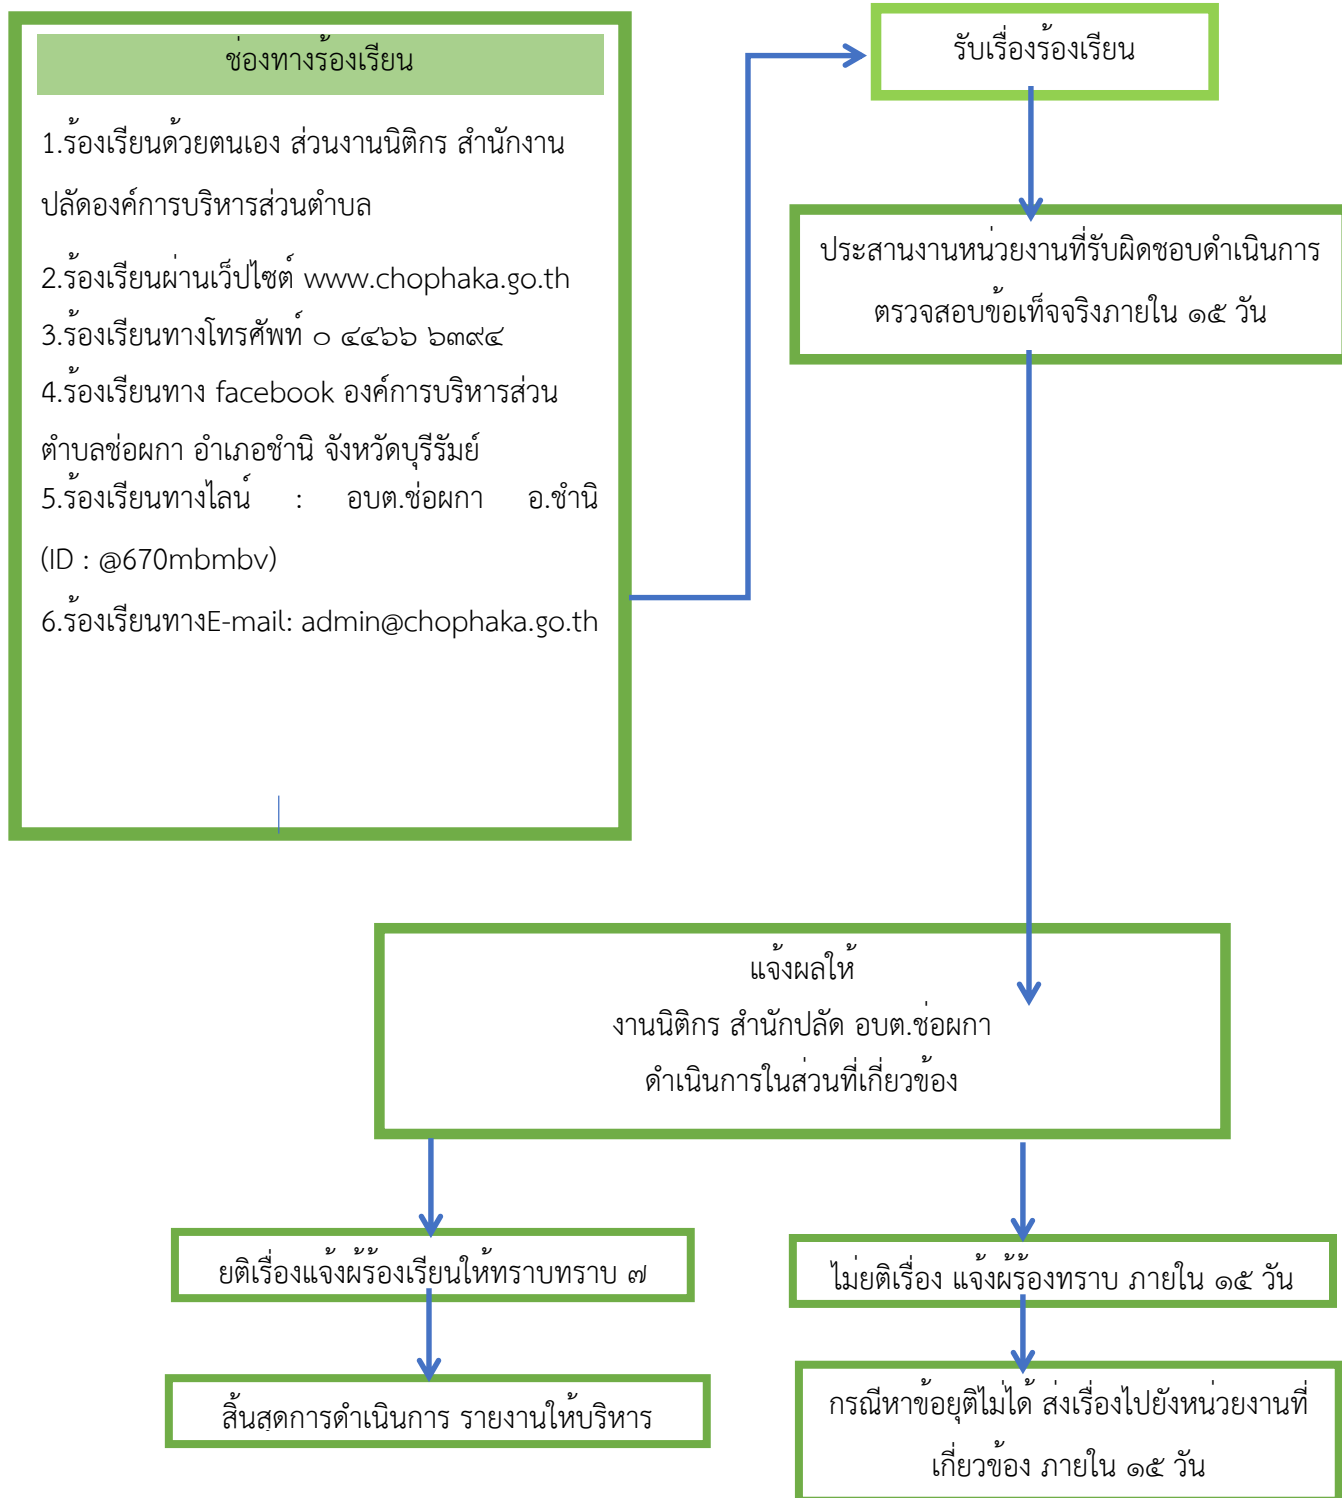 ช่องทางร้องเรียน
1.ร้องเรียนด้วยตนเอง ส่วนงานนิติกร สำนักงาน
ปลัดองค์การบริหารส่วนตำบล
2.ร้องเรียนผ่านเว็ปไซต์ www.chophaka.go.th
3.ร้องเรียนทางโทรศัพท์ ๐ ๔๔๖๖ ๖๓๙๔
4.ร้องเรียนทาง facebook องค์การบริหารส่วน
ตำบลช่อผกา อำเภอชำนิ จังหวัดบุรีรัมย์
5.ร้องเรียนทางไลน์ : อบต.ช่อผกา อ.ชำนิ
(ID : @670mbmbv)
6.ร้องเรียนทางE-mail: admin@chophaka.go.th
รับเรื่องร้องเรียน
ประสานงานหน่วยงานที่รับผิดชอบดำเนินการ
ตรวจสอบข้อเท็จจริงภายใน ๑๕ วัน
แจ้งผลให้
งานนิติกร สำนักปลัด อบต.ช่อผกา
ดำเนินการในส่วนที่เกี่ยวข้อง
ยติเรื่องแจ้งผ้ร้องเรียนให้ทราบทราบ ๗
สิ้นสุดการดำเนินการ รายงานให้บริหาร
ไม่ยติเรื่อง แจ้งผ้ร้องทราบ ภายใน ๑๕ วัน
กรณีหาข้อยุติไม่ได้ ส่งเรื่องไปยังหน่วยงานที่
เกี่ยวข้อง ภายใน ๑๕ วัน